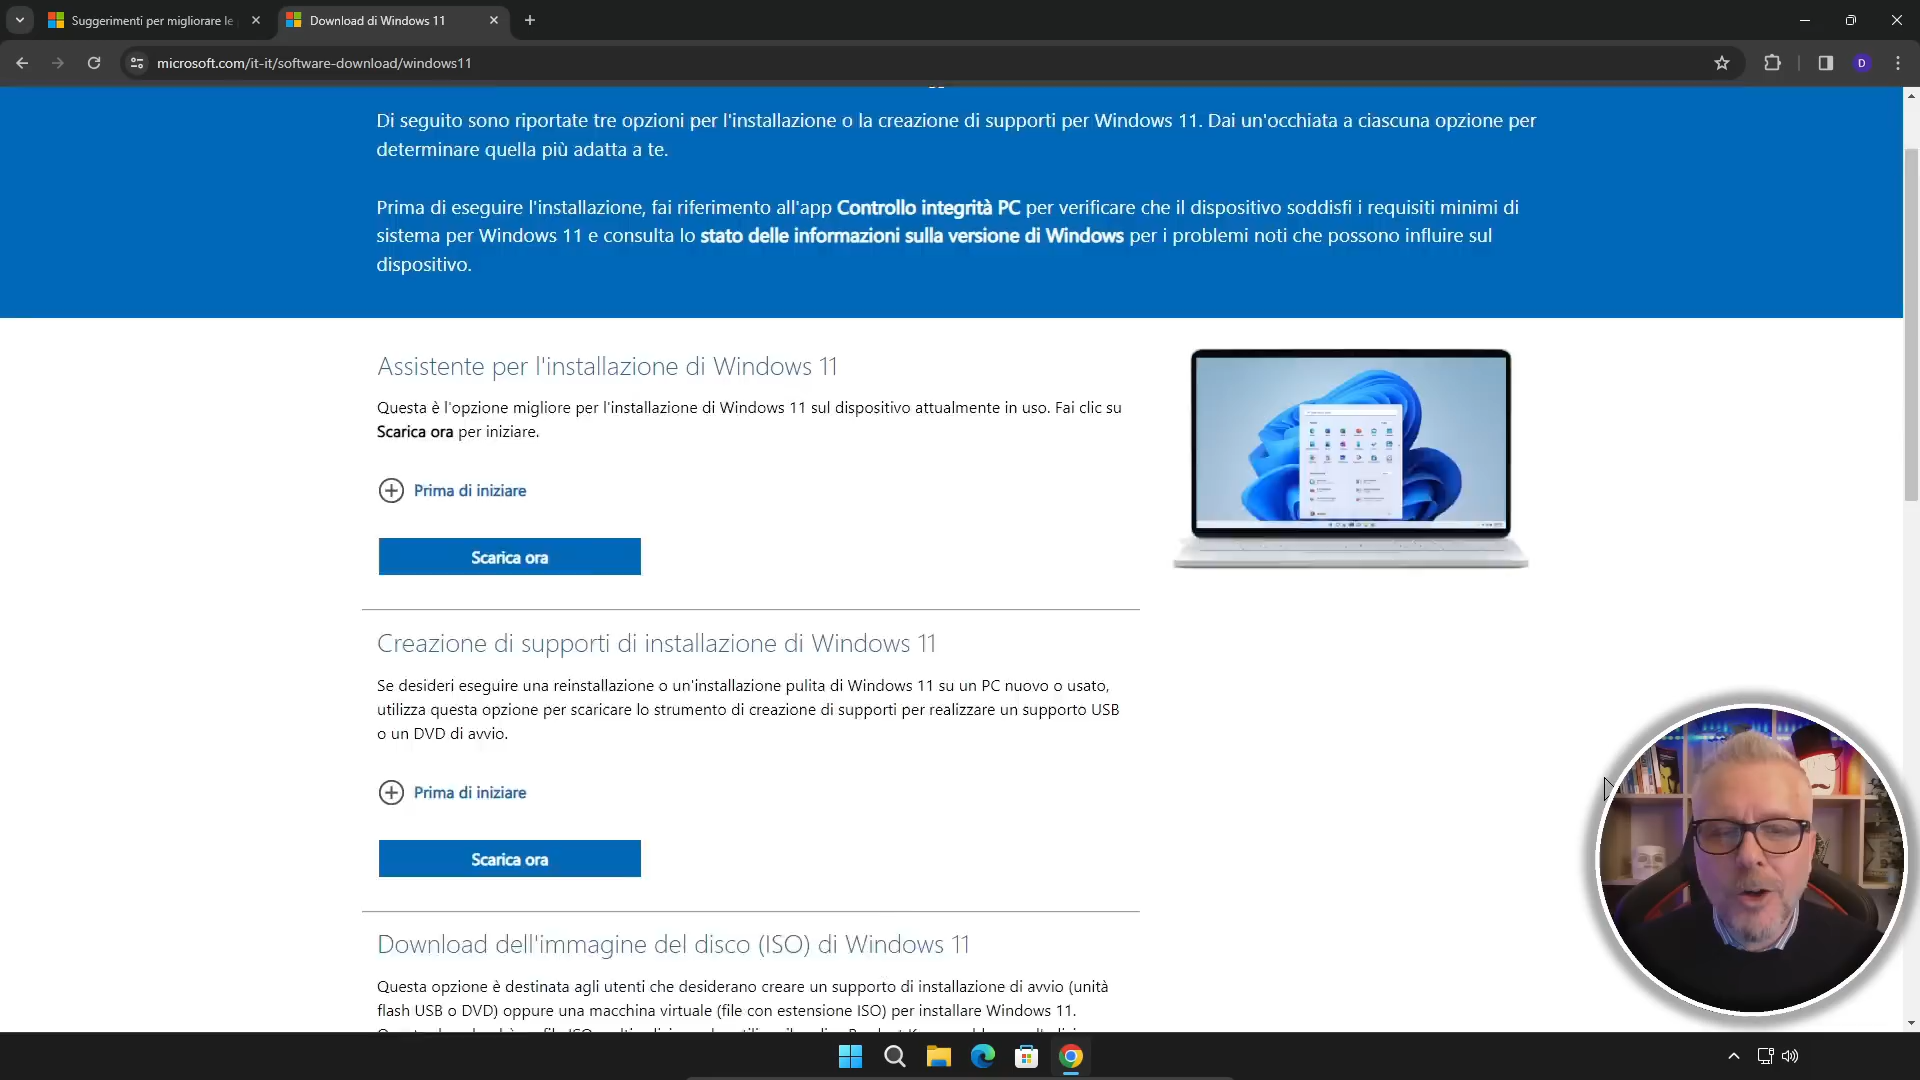 Suggerimenti per migliorare le
Download di Windows 11
microsoft.com/it-it/software-download/windows11
D
Di seguito sono riportate tre opzioni per l'installazione o la creazione di supporti per Windows 11. Dai un'occhiata a ciascuna opzione per
determinare quella più adatta a te.
Prima di eseguire l'installazione, fai riferimento all'app Controllo integrità PC per verificare che il dispositivo soddisfi i requisiti minimi di
sistema per Windows 11 e consulta lo stato delle informazioni sulla versione di Windows per i problemi noti che possono influire sul
dispositivo.
Assistente per l'installazione di Windows 11
Questa è l'opzione migliore per l'installazione di Windows 11 sul dispositivo attualmente in uso. Fai clic su
Scarica ora per iniziare.
Prima di iniziare
Scarica ora
Creazione di supporti di installazione di Windows 11
Se desideri eseguire una reinstallazione o un'installazione pulita di Windows 11 su un PC nuovo o usato,
utilizza questa opzione per scaricare lo strumento di creazione di supporti per realizzare un supporto USB
o un DVD di avvio.
Prima di iniziare
Scarica ora
Download dell'immagine del disco (ISO) di Windows 11
Questa opzione è destinata agli utenti che desiderano creare un supporto di installazione di avvio (unità
flash USB o DVD) oppure una macchina virtuale (file con estensione ISO) per installare Windows 11.